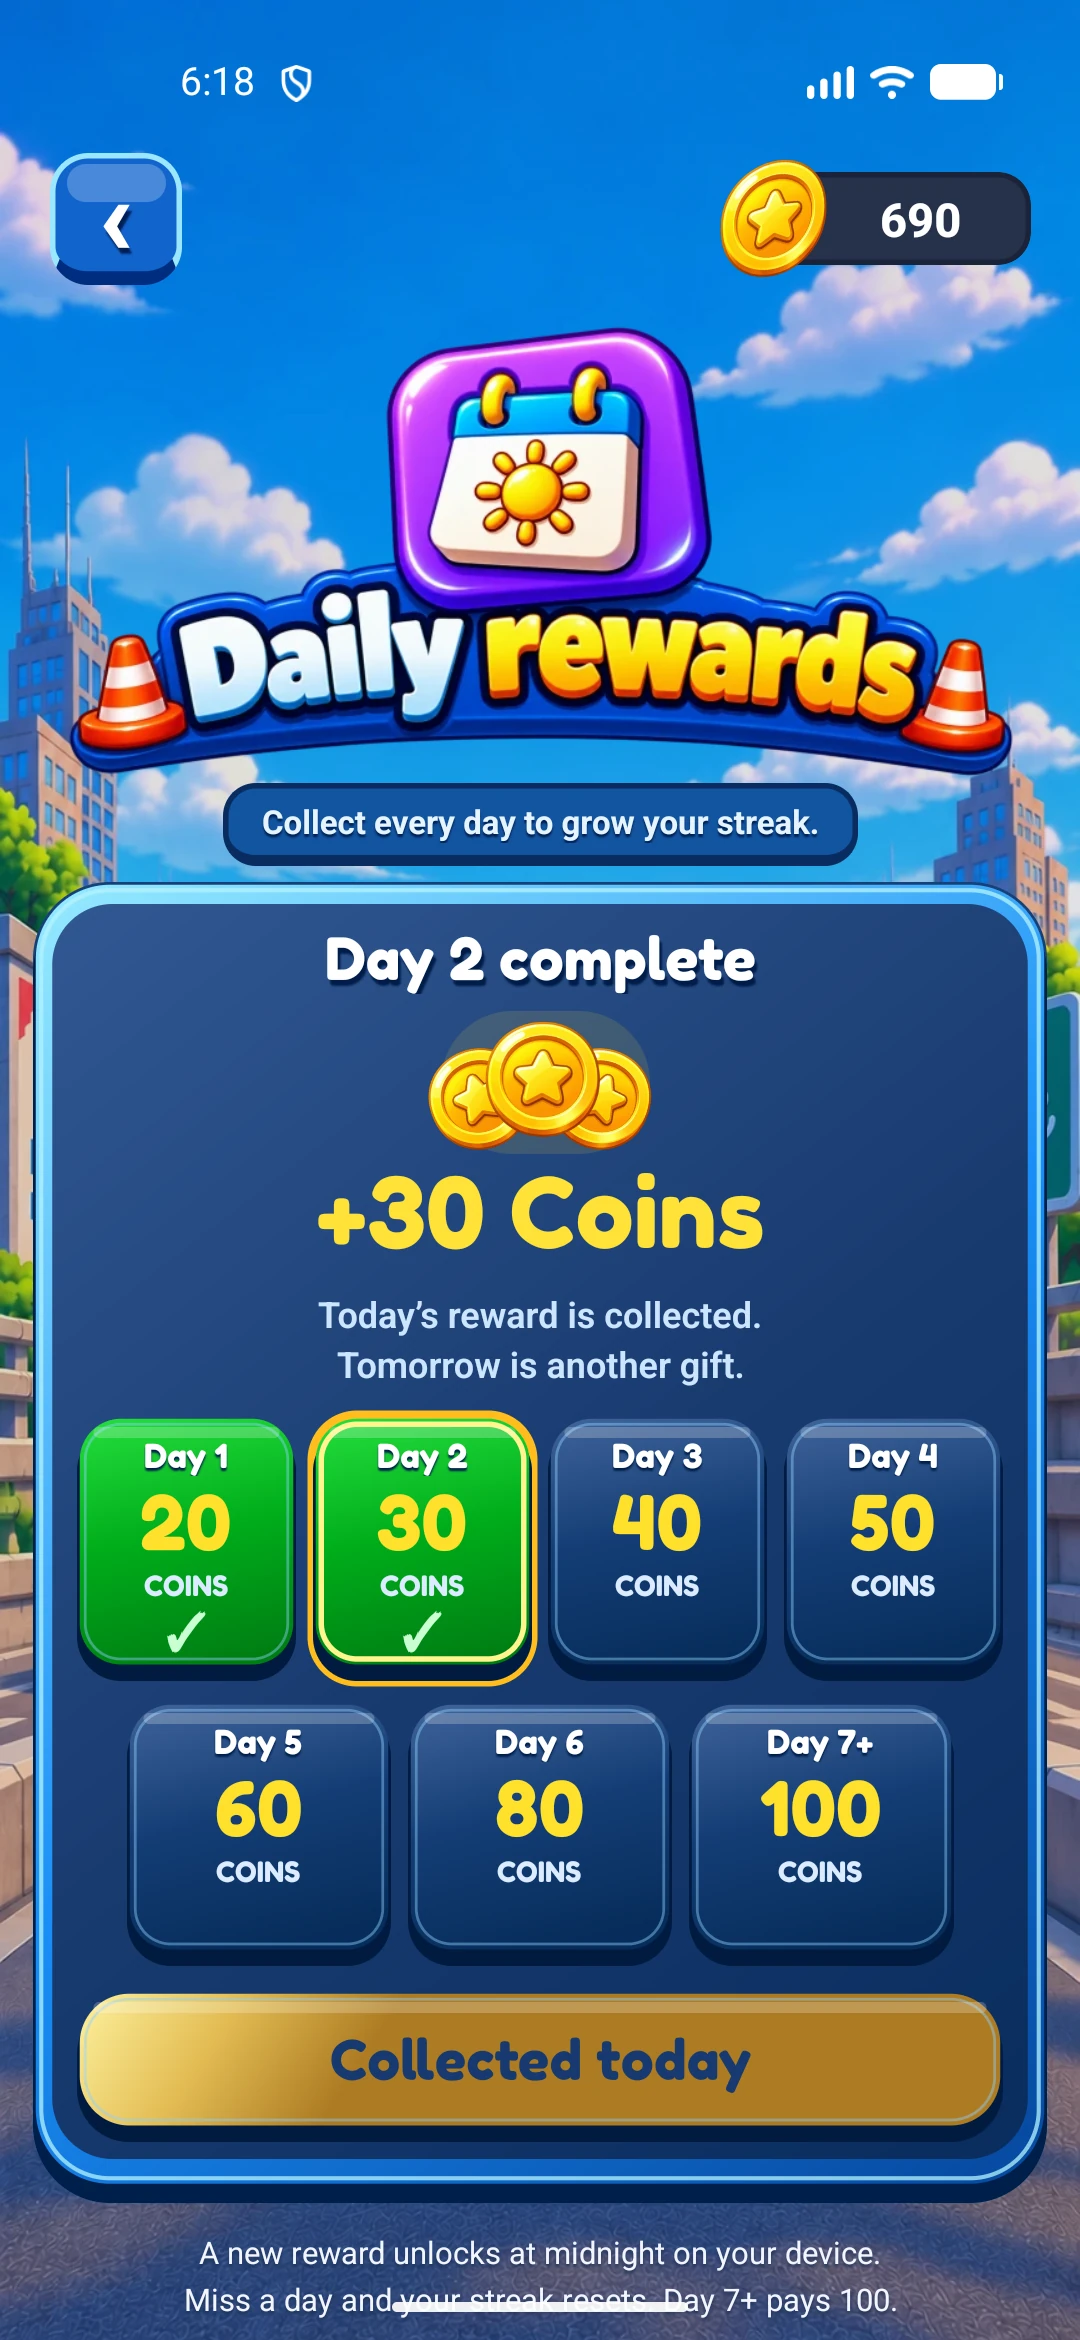 6:18
690
Daily rewards
Collect every day to grow your streak.
Day 2 complete
+30 Coins
Today’s reward is collected.
Tomorrow is another gift.
Day 1 Day 2 Day 3 Day 4
20 30 40 50
COINS COINS COINS COINS
Day 5 Day 6 Day 7+
60 80 100
COINS COINS COINS
Collected today
A new reward unlocks at midnight on your device.
Miss a day and your streak resets. Day 7+ pays 100.